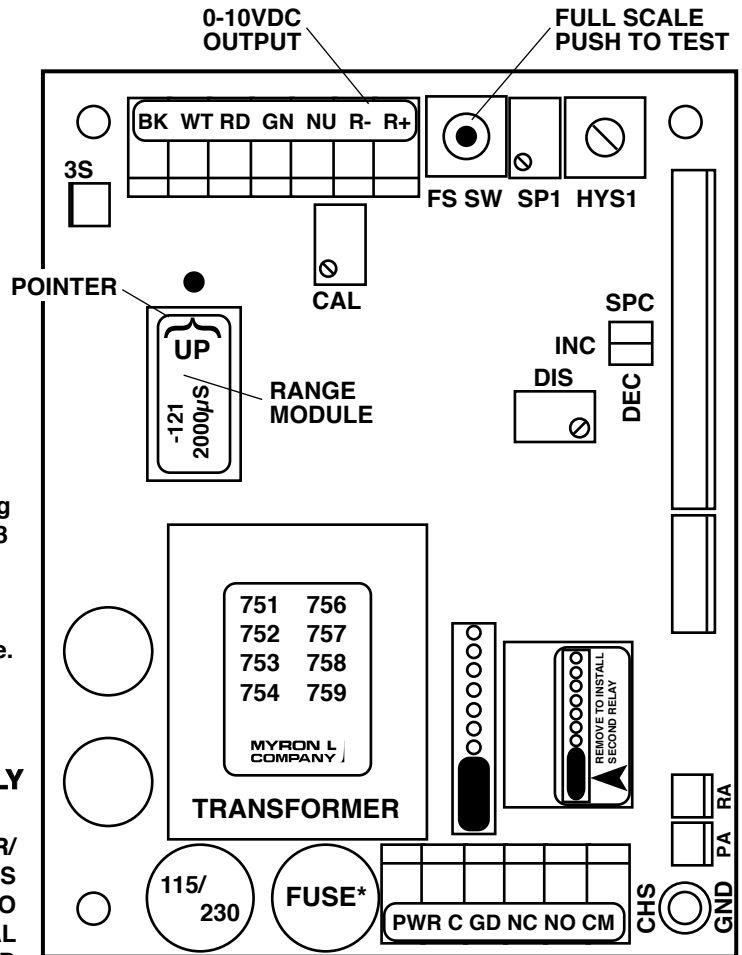 0-10VDC
OUTPUT
FULL SCALE
PUSH TO TEST
BK WT RD GN NU R- R+
3S
FS SW SP1 HYS1
CAL
POINTER
UP
-121
2000µS
RANGE
MODULE
SPC
INC
DEC
DIS
g
3
e.
LY
R/
S
O
AL
751 756
752 757
753 758
754 759
MYRON L
COMPANY
TRANSFORMER
REMOVE TO INSTALL
SECOND RELAY
RA
PA
115/
230
FUSE*
PWR C GD NC NO CM
CHS
GND